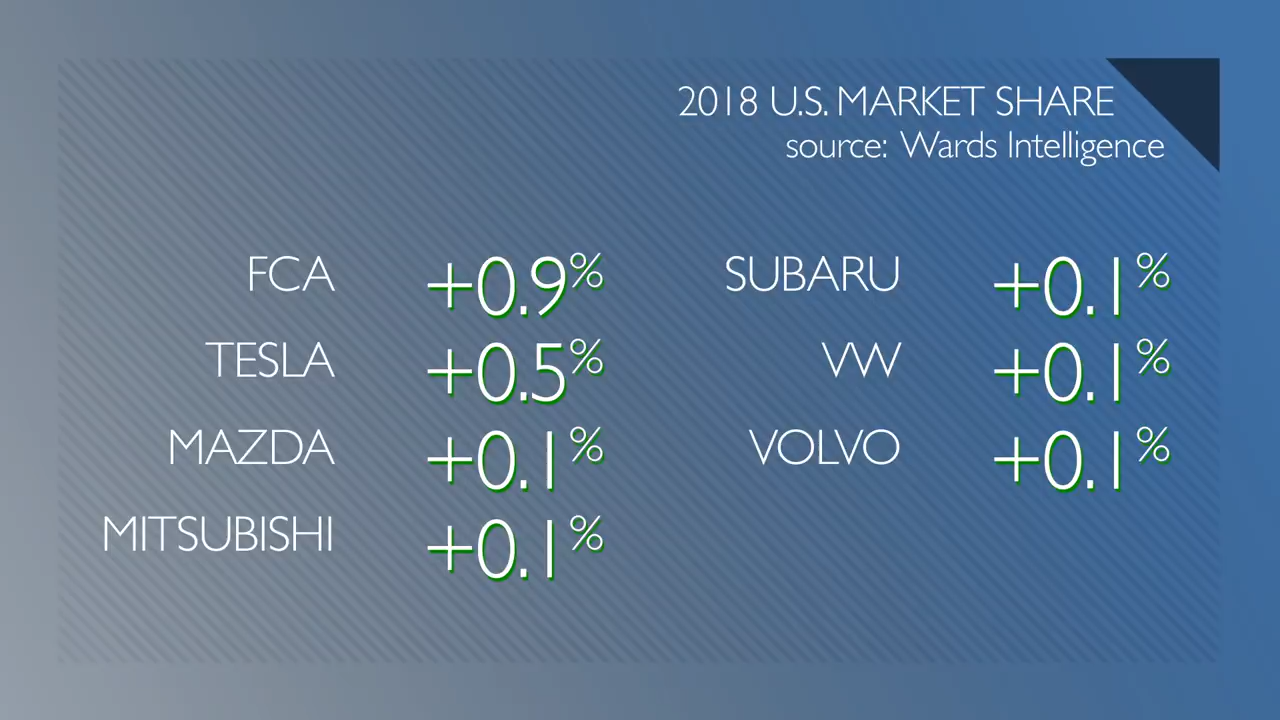 2018 U.S. MARKET SHARE
source: Wards Intelligence
FCA +0.9%
TESLA +0.5%
MAZDA +0.1%
MITSUBISHI +0.1%
SUBARU +0.1%
VW +0.1%
VOLVO +0.1%